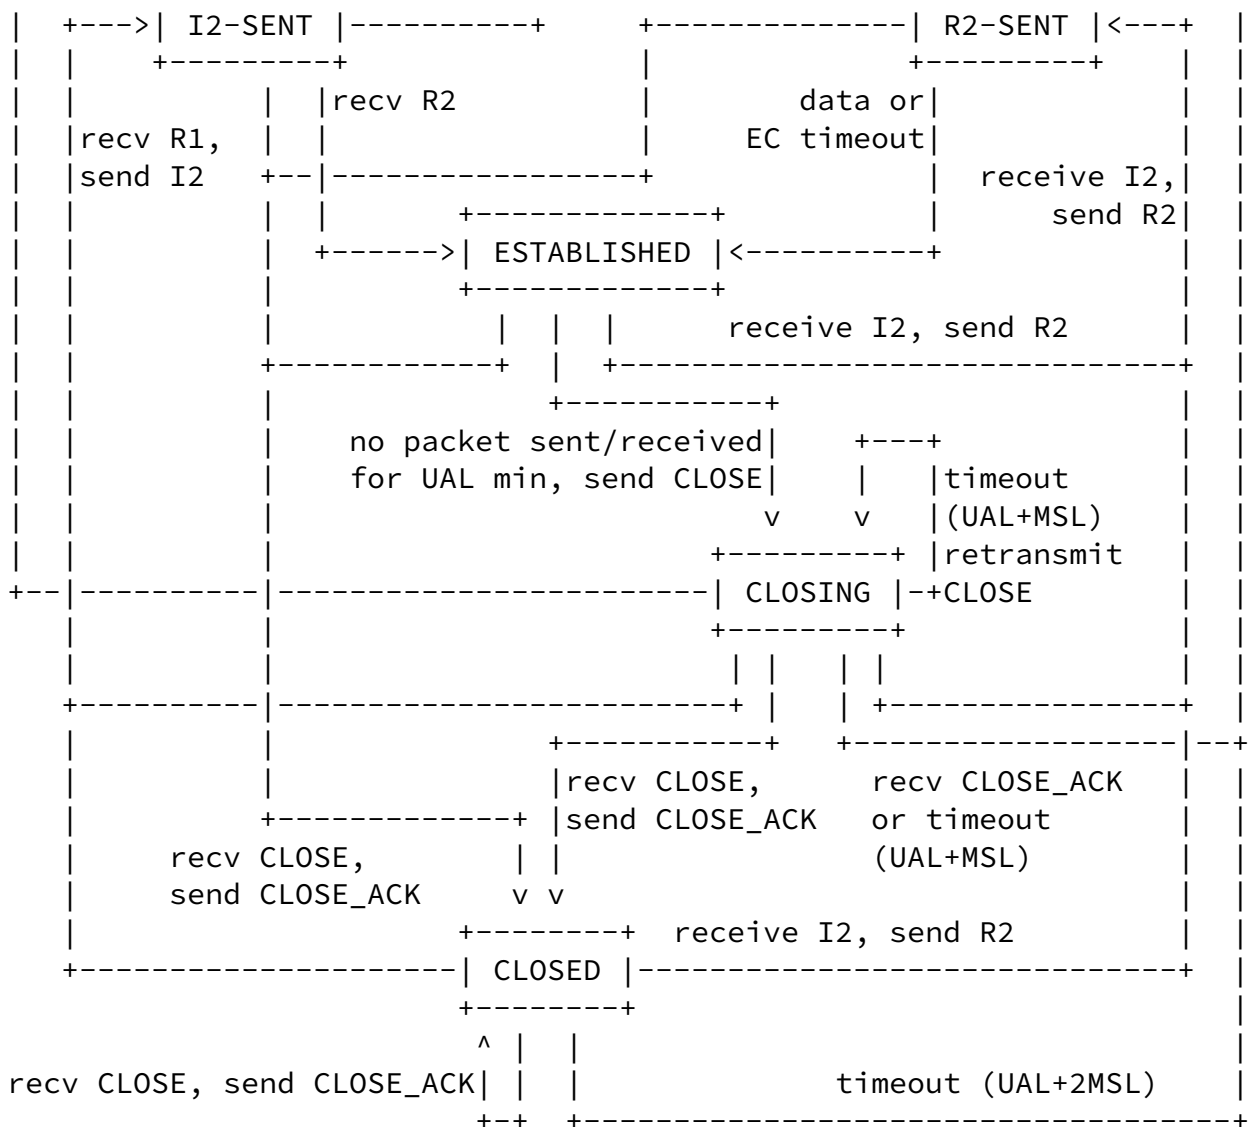 I2-SENT R2-SENT
recv R2 data or
recv R1, EC timeout
send I2 receive I2,
send R2
ESTABLISHED
receive I2, send R2
no packet sent/received
for UAL min, send CLOSE timeout
(UAL+MSL)
retransmit
CLOSING CLOSE
recv CLOSE, recv CLOSE_ACK
send CLOSE_ACK or timeout
recv CLOSE, (UAL+MSL)
send CLOSE_ACK
receive I2, send R2
CLOSED
recv CLOSE, send CLOSE_ACK timeout (UAL+2MSL)